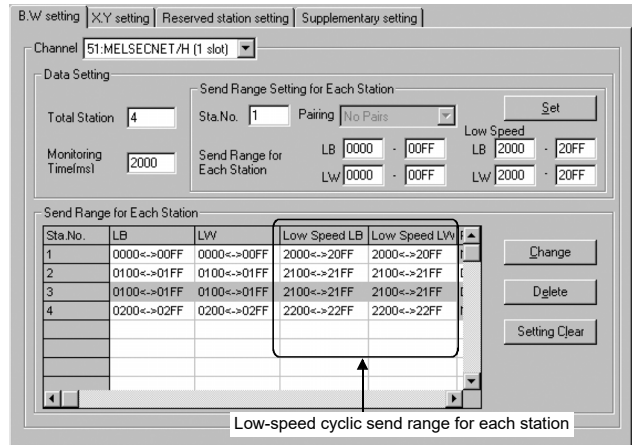 B.W setting X.Y setting Reserved station setting Supplementary setting
Channel 51:MELSECNET/H (1 slot)
Data Setting
Send Range Setting for Each Station
Total Station 4 Sta.No. 1 Pairing No Pairs Set
Low Speed
Monitoring Time(ms) 2000 Send Range for Each Station LB 0000 - 00FF LB 2000 - 20FF
LW 0000 - 00FF LW 2000 - 20FF
Send Range for Each Station
Sta.No. LB LW Low Speed LB Low Speed LW
1 0000<->00FF 0000<->00FF 2000<->20FF 2000<->20FF
2 0100<->01FF 0100<->01FF 2100<->21FF 2100<->21FF
3 0100<->01FF 0100<->01FF 2100<->21FF 2100<->21FF
4 0200<->02FF 0200<->02FF 2200<->22FF 2200<->22FF
Change
Delete
Setting Clear
Low-speed cyclic send range for each station